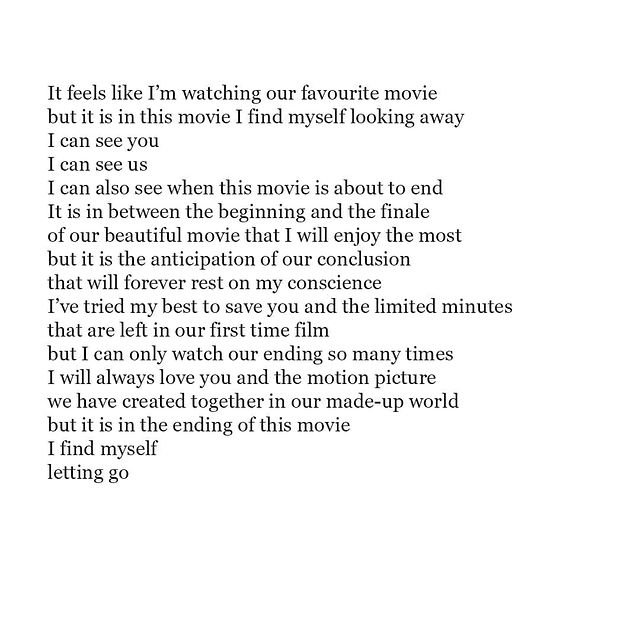 It feels like I’m watching our favourite movie
but it is in this movie I find myself looking away
I can see you
I can see us
I can also see when this movie is about to end
It is in between the beginning and the finale
of our beautiful movie that I will enjoy the most
but it is the anticipation of our conclusion
that will forever rest on my conscience
I’ve tried my best to save you and the limited minutes
that are left in our first time film
but I can only watch our ending so many times
I will always love you and the motion picture
we have created together in our made-up world
but it is in the ending of this movie
I find myself
letting go